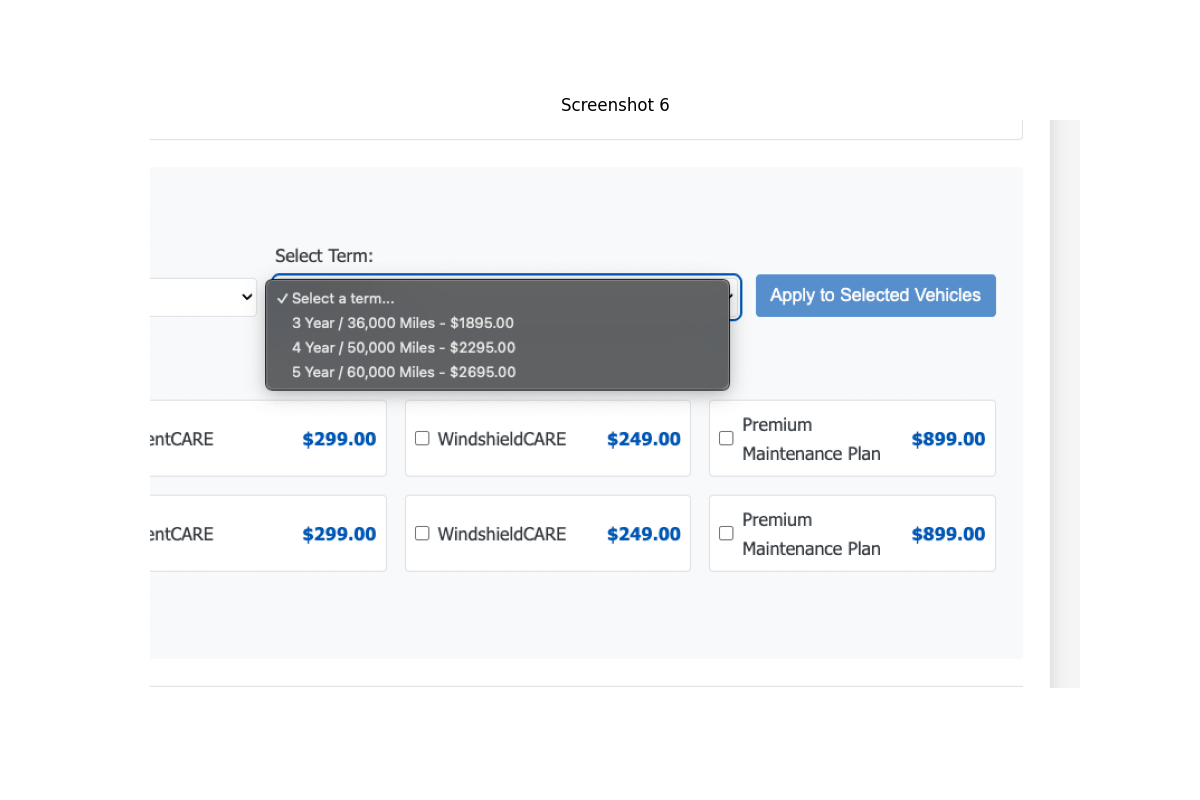 Screenshot 6
Select Term:
✓ Select a term...
3 Year / 36,000 Miles - $1895.00
4 Year / 50,000 Miles - $2295.00
5 Year / 60,000 Miles - $2695.00
Apply to Selected Vehicles
entCARE $299.00
WindshieldCARE $249.00
Premium
Maintenance Plan $899.00
entCARE $299.00
WindshieldCARE $249.00
Premium
Maintenance Plan $899.00